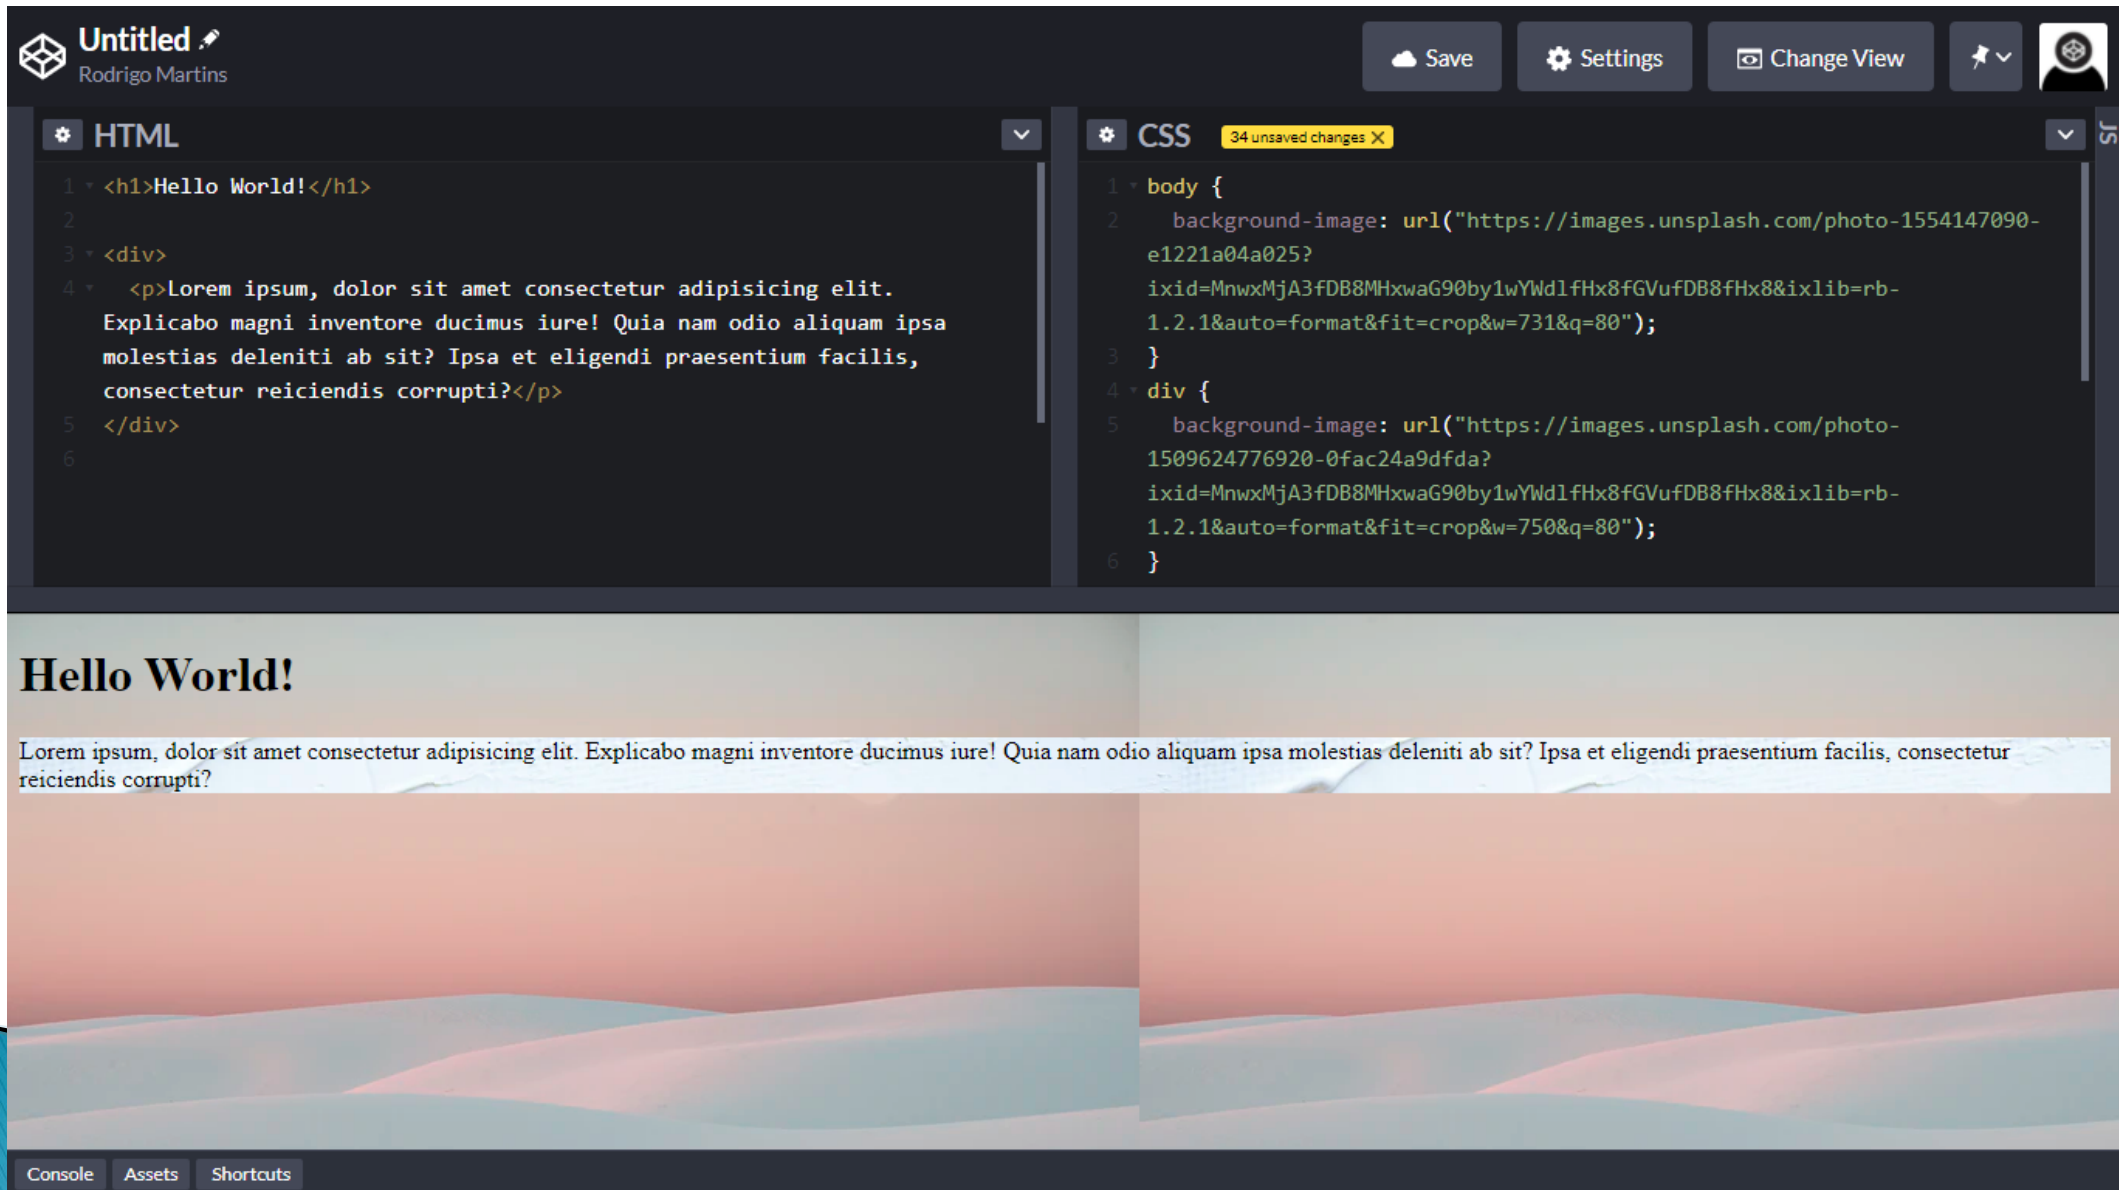 Untitled
Rodrigo Martins
Save
Settings
Change View
HTML
1 <h1>Hello World!</h1>
2
3 <div>
4 <p>Lorem ipsum, dolor sit amet consectetur adipisicing elit.
Explicabo magni inventore ducimus iure! Quia nam odio aliquam ipsa
molestias deleniti ab sit? Ipsa et eligendi praesentium facilis,
consectetur reiciendis corrupti?</p>
5 </div>
6
CSS
34 unsaved changes X
1 body {
2 background-image: url("https://images.unsplash.com/photo-1554147090-
e1221a04a025?
ixid=MnwxMjA3fDB8MHxwaG90by1wYWdlfHx8fGVufDB8fHx8&ixlib=rb-
1.2.1&auto=format&fit=crop&w=731&q=80");
3 }
4 div {
5 background-image: url("https://images.unsplash.com/photo-
1509624776920-0fac24a9dfda?
ixid=MnwxMjA3fDB8MHxwaG90by1wYWdlfHx8fGVufDB8fHx8&ixlib=rb-
1.2.1&auto=format&fit=crop&w=750&q=80");
6 }
JS
Hello World!
Lorem ipsum, dolor sit amet consectetur adipisicing elit. Explicabo magni inventore ducimus iure! Quia nam odio aliquam ipsa molestias deleniti ab sit? Ipsa et eligendi praesentium facilis, consectetur
reiciendis corrupti?
Console
Assets
Shortcuts